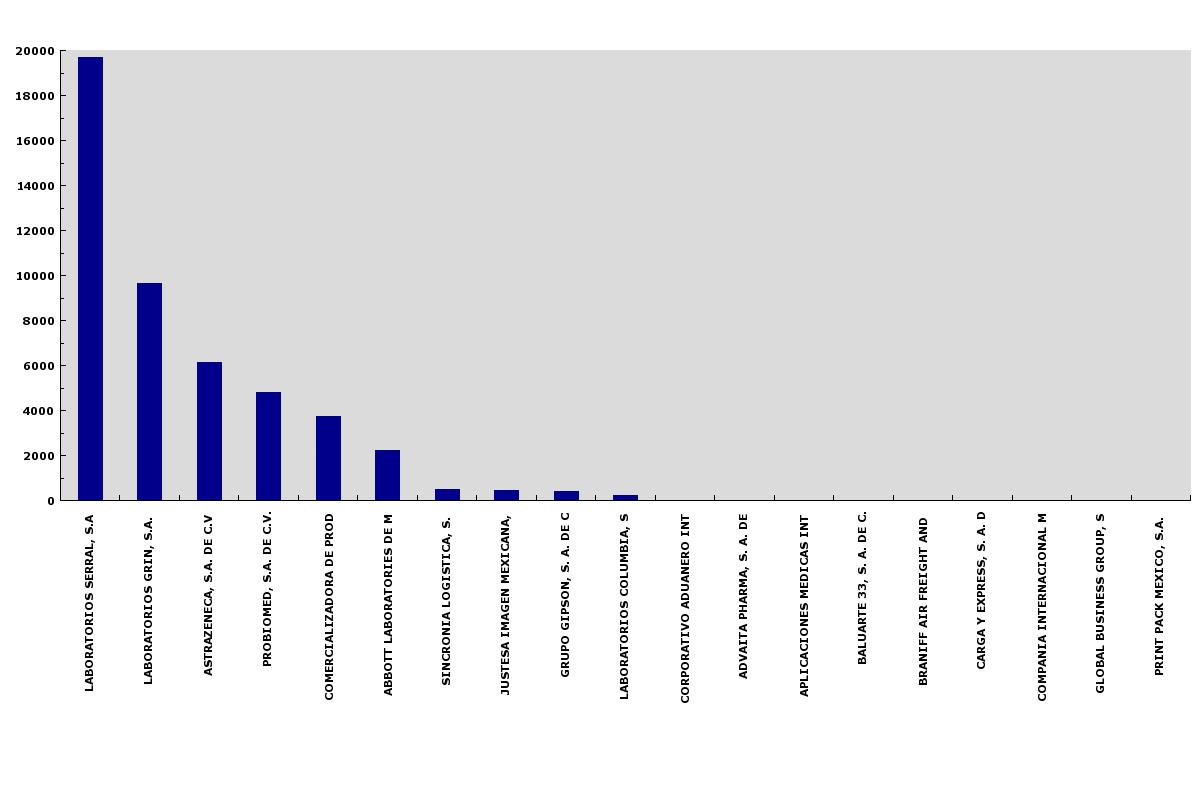 20000
18000
16000
14000
12000
10000
8000
6000
4000
2000
0
LABORATORIOS SERRAL, S.A
LABORATORIOS GRIN, S.A.
ASTRAZENECA, S.A. DE C.V
PROBIOMED, S.A. DE C.V.
COMERCIALIZADORA DE PROD
ABBOTT LABORATORIES DE M
SINCRONIA LOGISTICA, S.
JUSTESA IMAGEN MEXICANA,
GRUPO GIPSON, S. A. DE C
LABORATORIOS COLUMBIA, S
CORPORATIVO ADUANERO INT
ADVAITA PHARMA, S. A. DE
APLICACIONES MEDICAS INT
BALUARTE 33, S. A. DE C.
BRANIFF AIR FREIGHT AND
CARGA Y EXPRESS, S. A. D
COMPANIA INTERNACIONAL M
GLOBAL BUSINESS GROUP, S
PRINT PACK MEXICO, S.A.